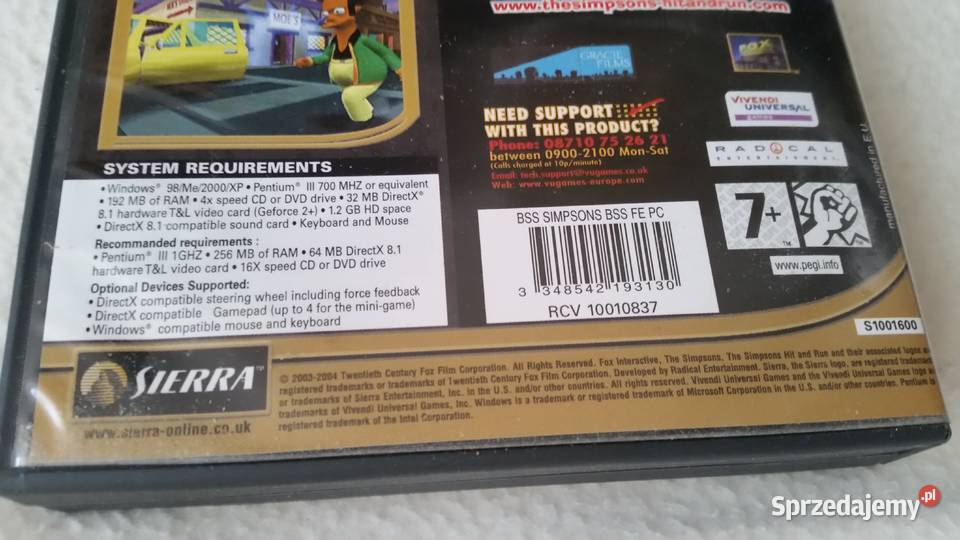 MOE'S
www.thesimpsons-hitandrun.com
GRACIE
FILMS
FOX
NEED SUPPORT
WITH THIS PRODUCT?
Phone: 08710 75 26 21
between 0900-2100 Mon-Sat
(Calls charged at 10p/minute)
Email: tech.support@vugames.co.uk
Web: www.vugames-europe.com
VIVENDI
UNIVERSAL
games
RADICAL
ENTERTAINMENT
manufactured in E.U.
7+
™
www.pegi.info
SYSTEM REQUIREMENTS
• Windows® 98/Me/2000/XP • Pentium® III 700 MHZ or equivalent
• 192 MB of RAM • 4x speed CD or DVD drive • 32 MB DirectX®
8.1 hardware T&L video card (Geforce 2+) • 1.2 GB HD space
• DirectX 8.1 compatible sound card • Keyboard and Mouse
Recommanded requirements :
• Pentium® III 1GHZ • 256 MB of RAM • 64 MB DirectX 8.1
hardware T&L video card • 16X speed CD or DVD drive
Optional Devices Supported:
• DirectX compatible steering wheel including force feedback
• DirectX compatible Gamepad (up to 4 for the mini-game)
• Windows® compatible mouse and keyboard
BSS SIMPSONS BSS FE PC
3 348542 193130
RCV 10010837
S1001600
SIERRA™
www.sierra-online.co.uk
© 2003-2004 Twentieth Century Fox Film Corporation. All Rights Reserved. Fox Interactive, The Simpsons, The Simpsons Hit and Run and their associated logos
registered trademarks or trademarks of Twentieth Century Fox Film Corporation. Developed by Radical Entertainment. Sierra, the Sierra logo, are registered
or trademarks of Sierra Entertainment, Inc. in the U.S. and/or other countries. All rights reserved. Vivendi Universal Games and the Vivendi Universal Games logo
trademarks of Vivendi Universal Games, Inc. Windows is a trademark or registered trademark of Microsoft Corporation in the U.S. and/or other countries. Pentium
registered trademark of the Intel Corporation.
Sprzedajemy.pl